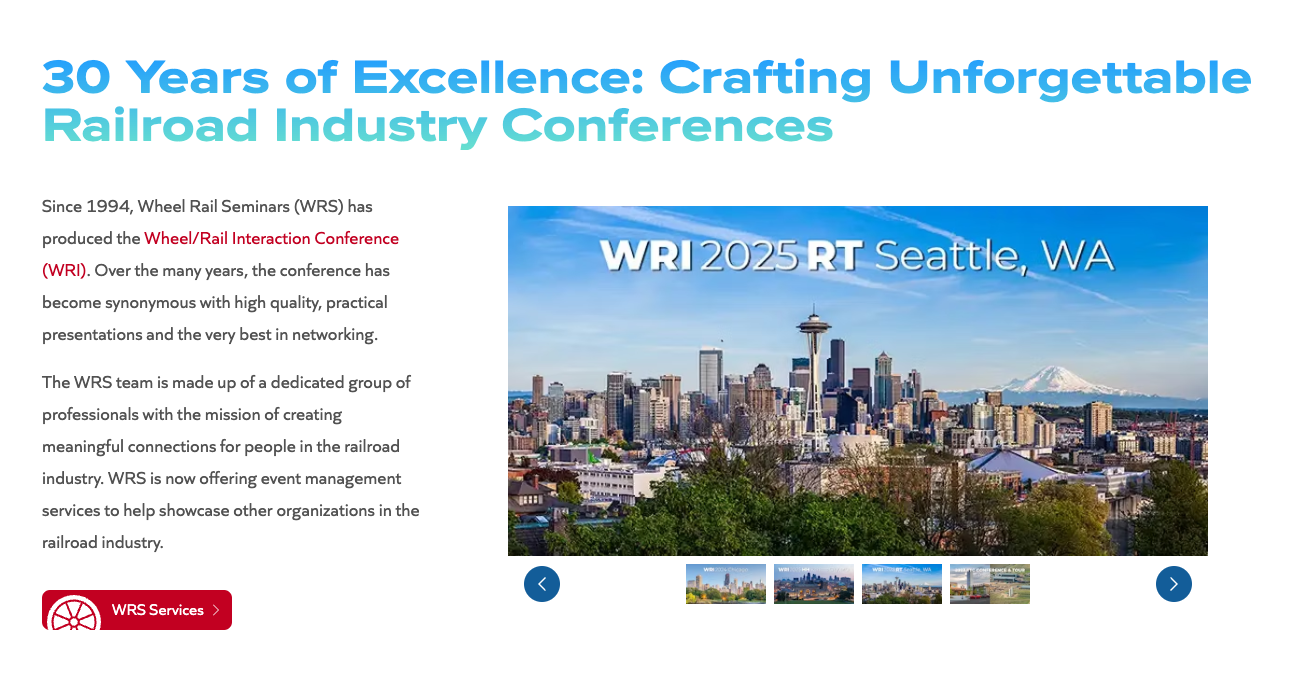 30 Years of Excellence: Crafting Unforgettable
Railroad Industry Conferences
Since 1994, Wheel Rail Seminars (WRS) has
produced the Wheel/Rail Interaction Conference
(WRI). Over the many years, the conference has
become synonymous with high quality, practical
presentations and the very best in networking.
The WRS team is made up of a dedicated group of
professionals with the mission of creating
meaningful connections for people in the railroad
industry. WRS is now offering event management
services to help showcase other organizations in the
railroad industry.
WRS Services
WRI 2025 RT Seattle, WA
WRI
WRI
WRI RT Seattle, WA
CONFERENCE & TOUR